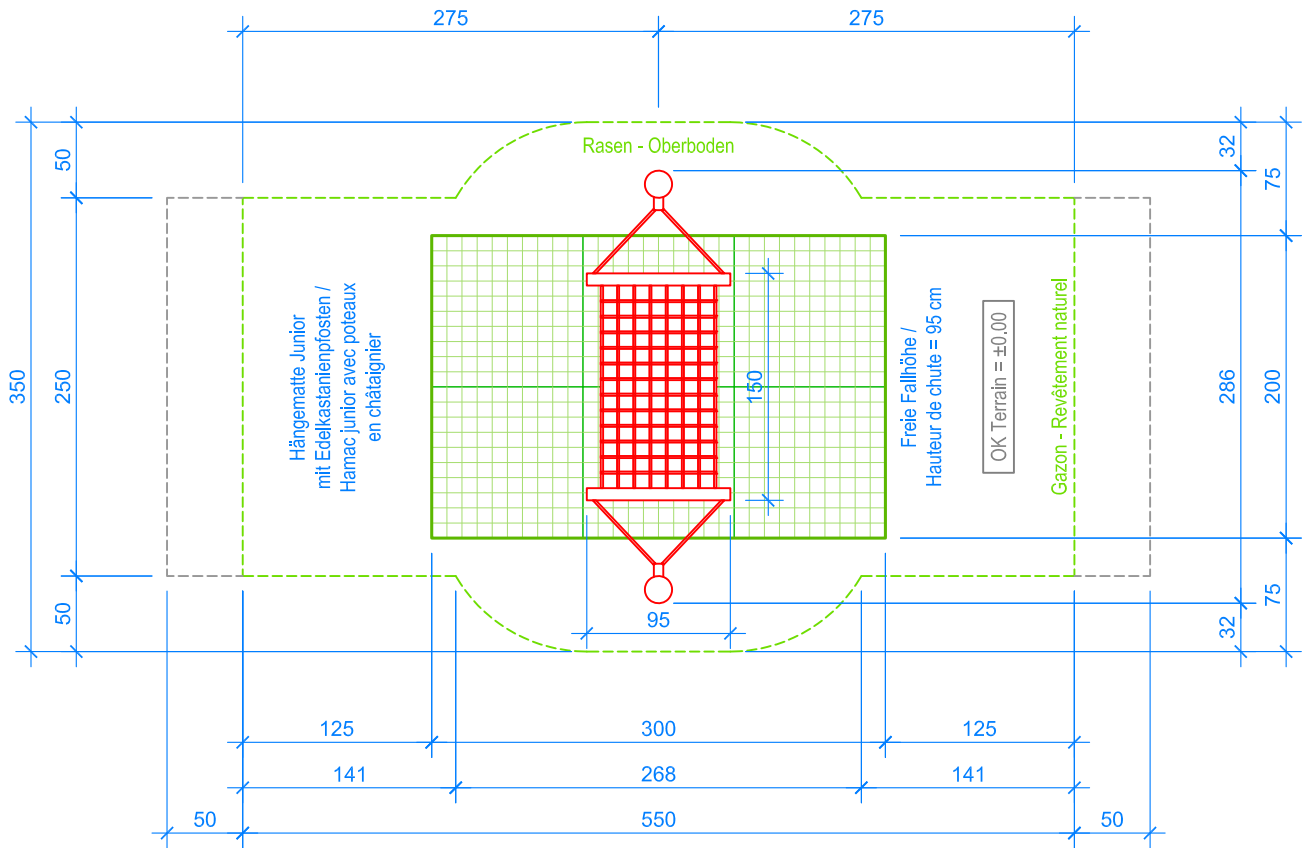 275
275
Rasen - Oberboden
50
32
75
350
250
Hängematte Junior
mit Edelkastanienpfosten /
Hamac junior avec poteaux
en châtaignier
150
Freie Fallhöhe /
Hauteur de chute = 95 cm
OK Terrain = ±0.00
Gazon - Revêtement naturel
286
200
50
95
75
32
125
300
125
141
268
141
50
550
50